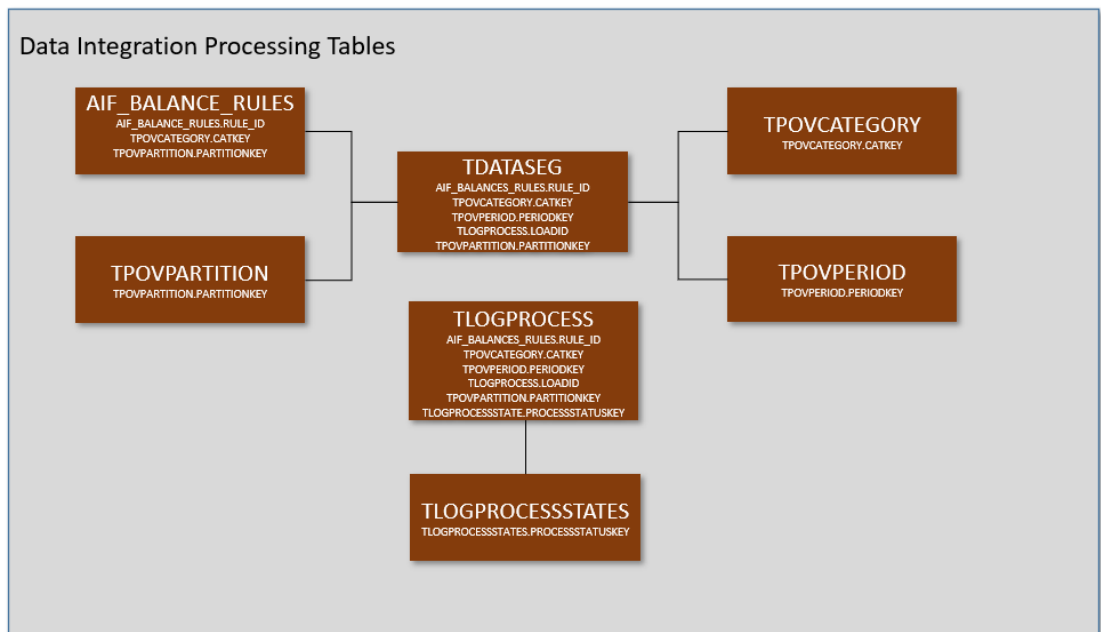 Data Integration Processing Tables
AIF_BALANCE_RULES
AIF_BALANCE_RULES.RULE_ID
TPOVCATEGORY.CATKEY
TPOVPARTITION.PARTITIONKEY
TPOVPARTITION
TPOVPARTITION.PARTITIONKEY
TDATASEG
AIF_BALANCES_RULES.RULE_ID
TPOVCATEGORY.CATKEY
TPOVPERIOD.PERIODKEY
TLOGPROCESS.LOADID
TPOVPARTITION.PARTITIONKEY
TPOVCATEGORY
TPOVCATEGORY.CATKEY
TPOVPERIOD
TPOVPERIOD.PERIODKEY
TLOGPROCESS
AIF_BALANCES_RULES.RULE_ID
TPOVCATEGORY.CATKEY
TPOVPERIOD.PERIODKEY
TLOGPROCESS.LOADID
TPOVPARTITION.PARTITIONKEY
TLOGPROCESSSTATE.PROCESSSTATUSKEY
TLOGPROCESSSTATES
TLOGPROCESSSTATES.PROCESSSTATUSKEY